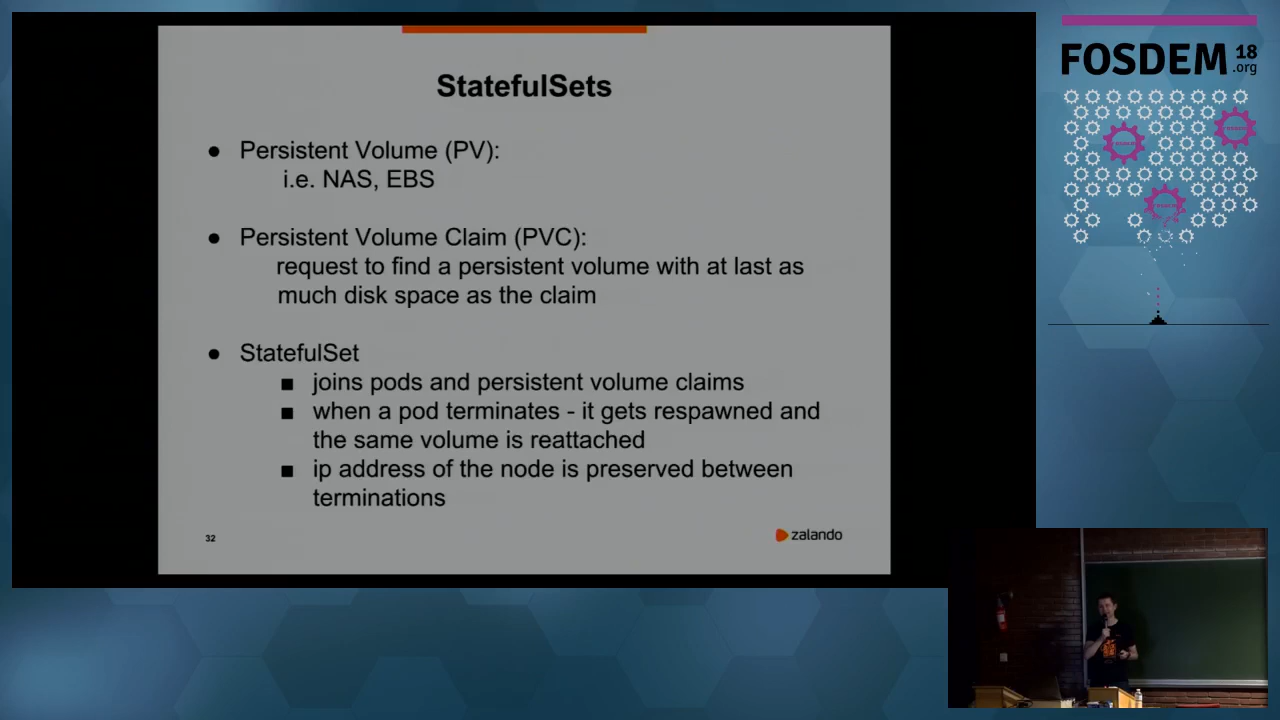 StatefulSets
● Persistent Volume (PV):
i.e. NAS, EBS
● Persistent Volume Claim (PVC):
request to find a persistent volume with at last as
much disk space as the claim
● StatefulSet
■ joins pods and persistent volume claims
■ when a pod terminates - it gets respawned and
the same volume is reattached
■ ip address of the node is preserved between
terminations
32
zalando
FOSDEM 18
.org